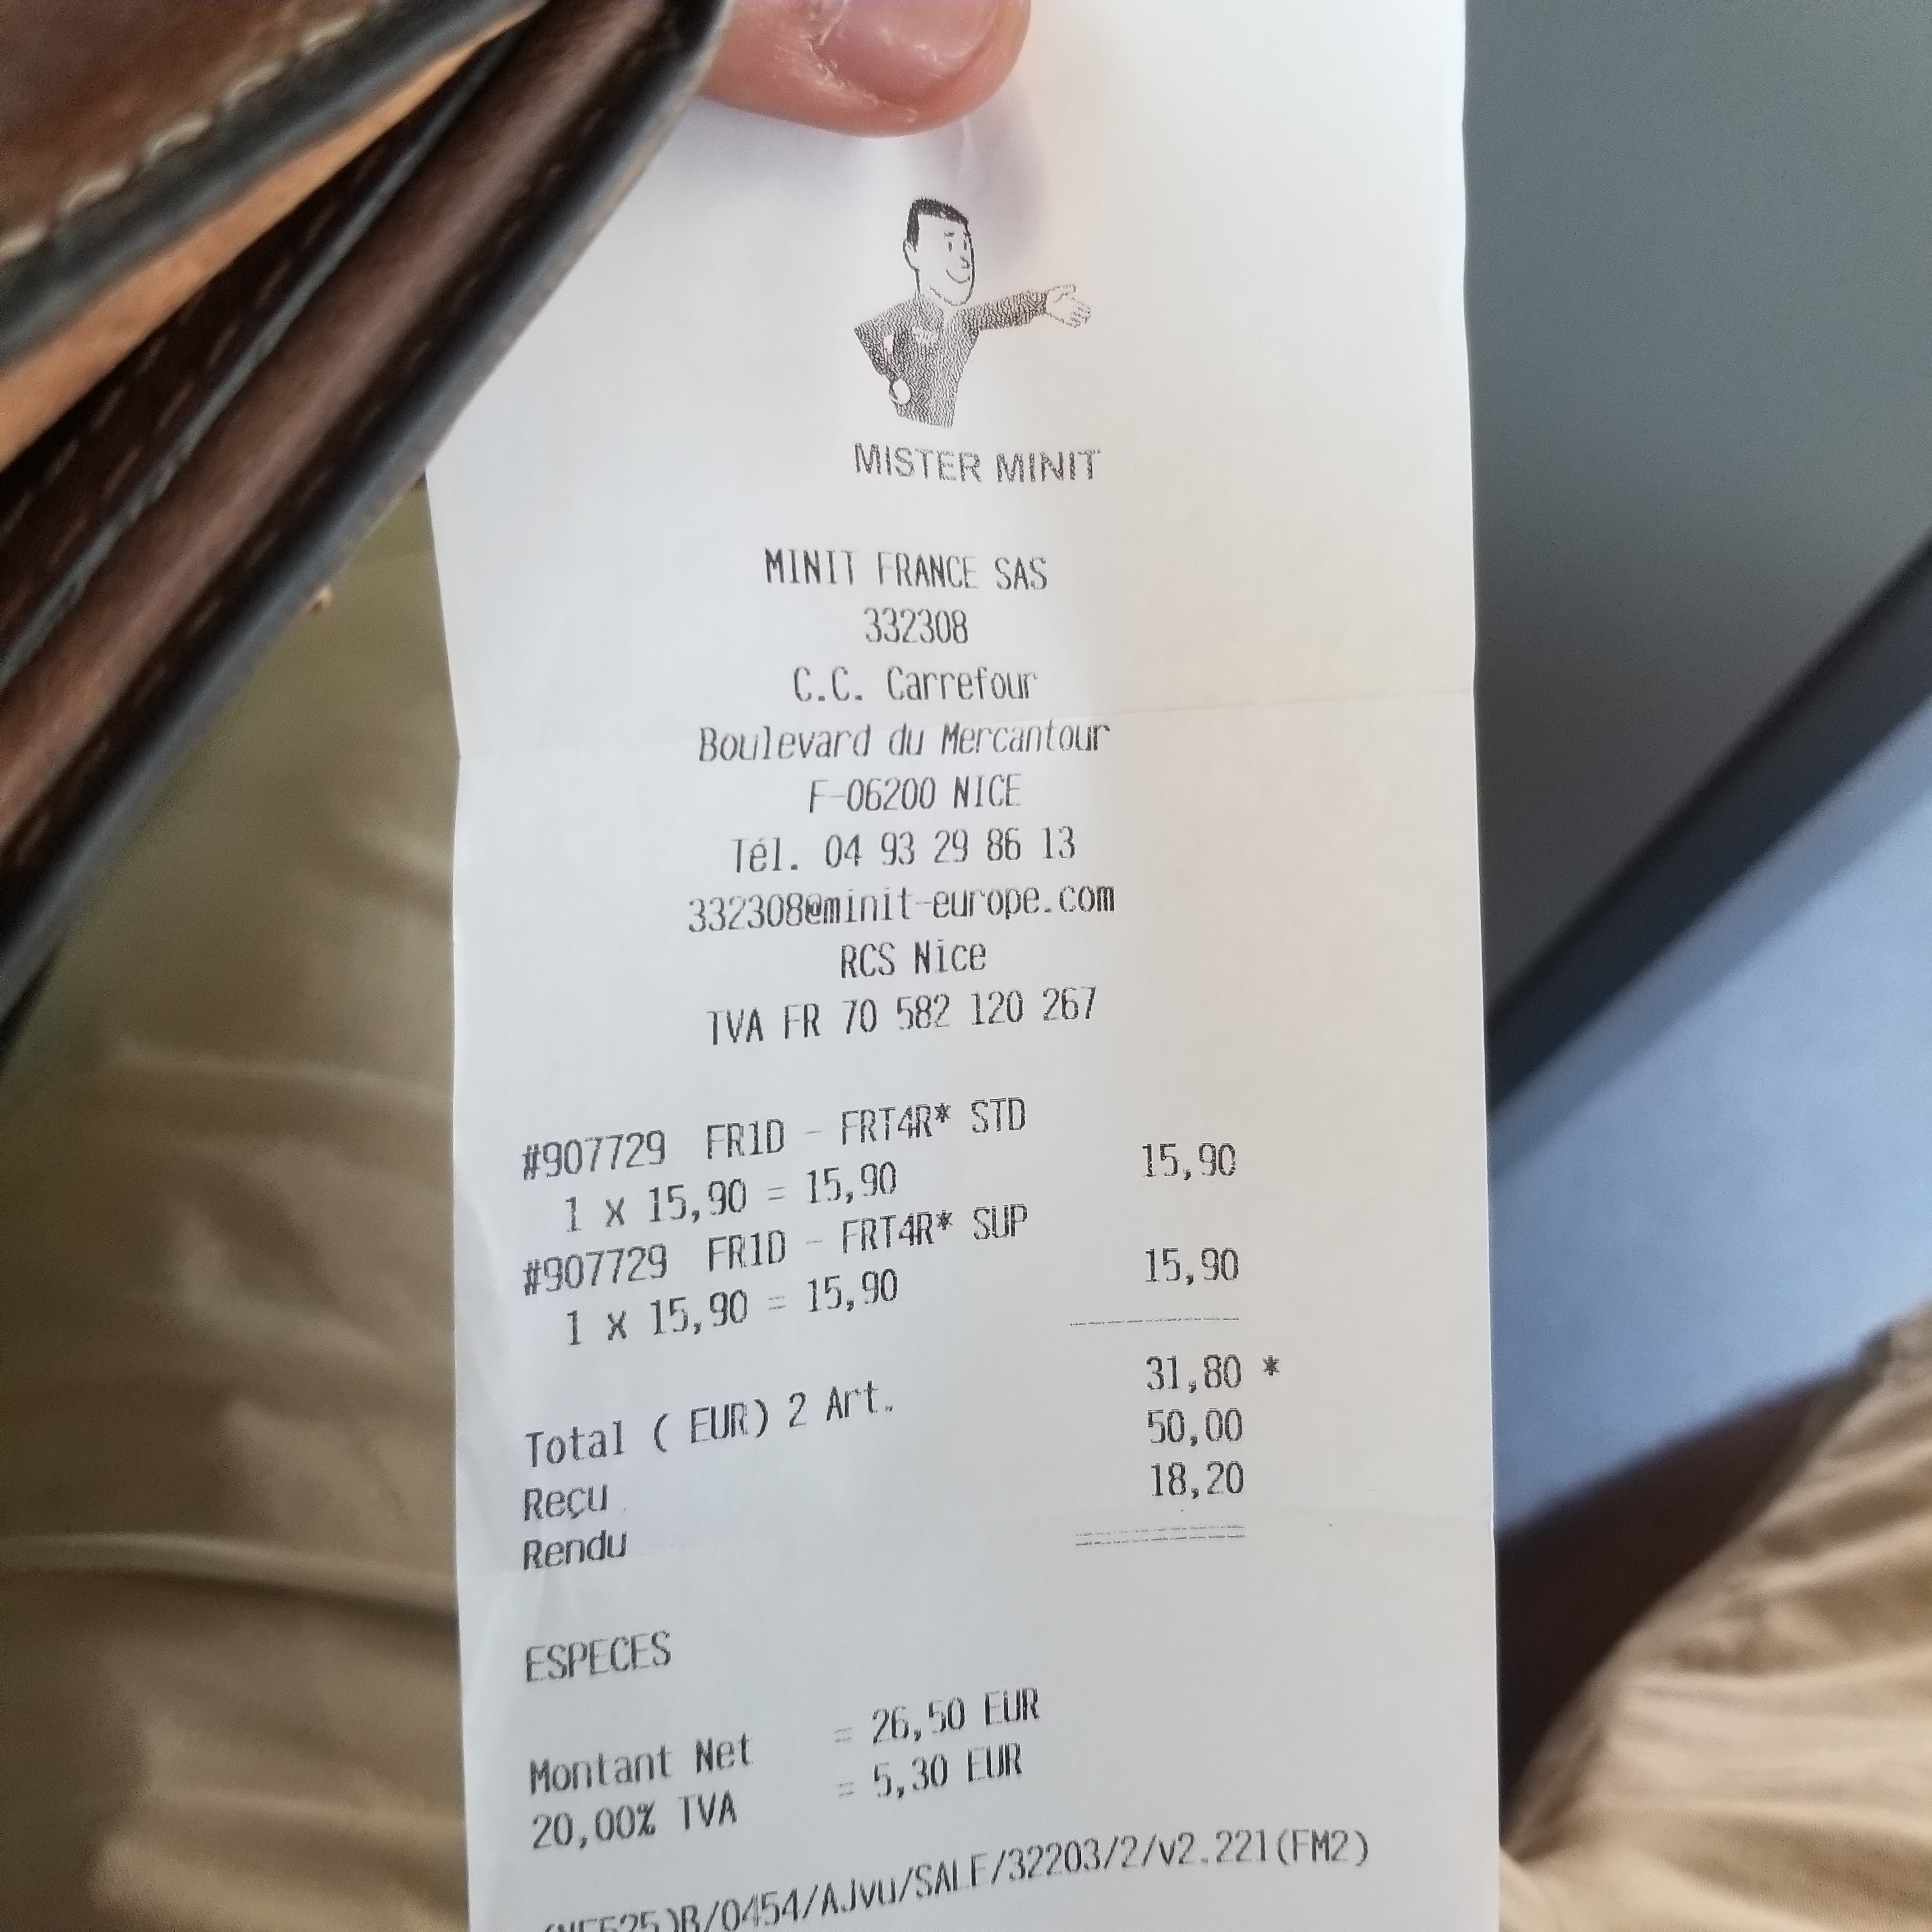 MISTER MINIT
MINIT FRANCE SAS
332308
C.C. Carrefour
Boulevard du Mercantour
F-06200 NICE
Tél. 04 93 29 86 13
332308@minit-europe.com
RCS Nice
TVA FR 70 582 120 267
#907729 FR1D - FRT4R* STD
1 x 15,90 = 15,90 15,90
#907729 FR1D - FRT4R* SUP
1 x 15,90 = 15,90 15,90
Total ( EUR) 2 Art. 31,80 *
Reçu 50,00
Rendu 18,20
ESPECES
Montant Net = 26,50 EUR
20,00% TVA = 5,30 EUR
(NF525)B/0454/AJvu/SALE/32203/2/v2.221(FM2)